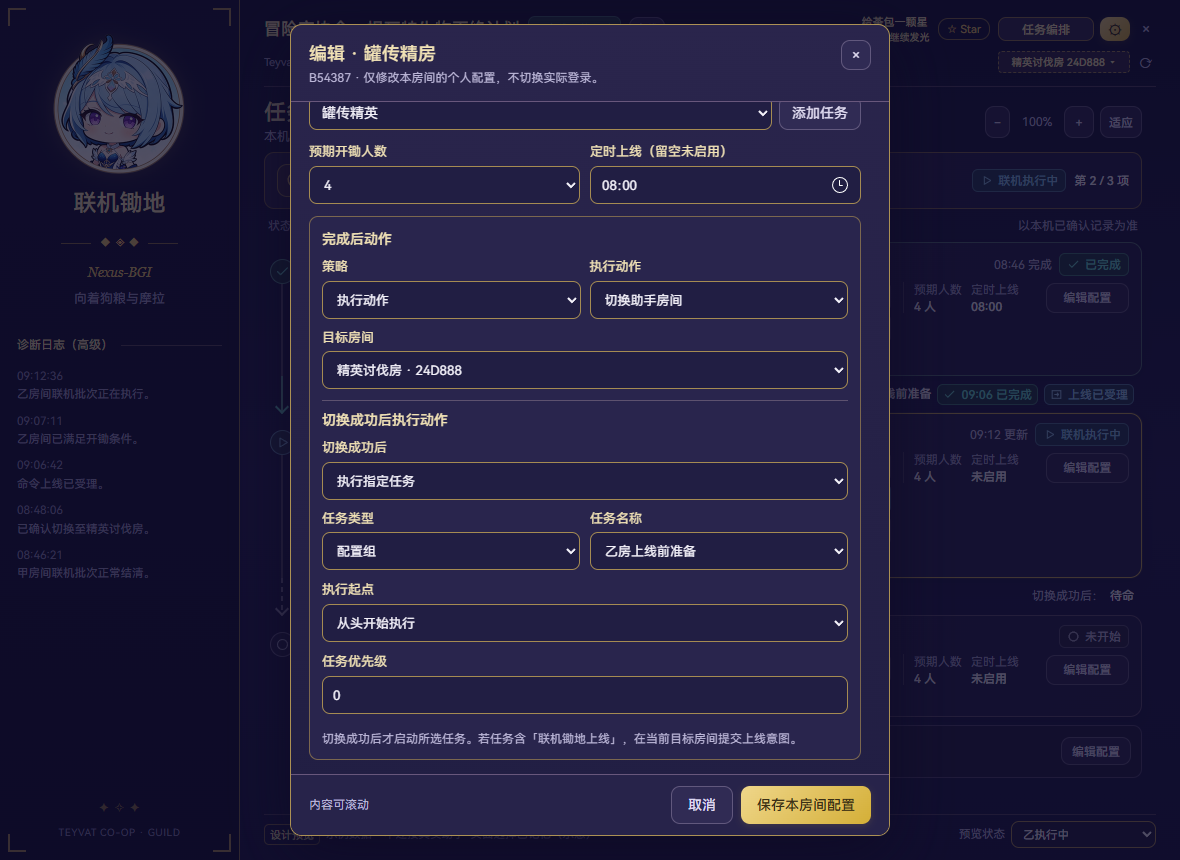 联机锄地
Nexus-BGI
向着狗粮与摩拉
诊断日志（高级）
09:12:36
乙房间联机批次正在执行。
09:07:11
乙房间已满足开锄条件。
09:06:42
命令上线已受理。
08:48:06
已确认切换至精英讨伐房。
08:46:21
甲房间联机批次正常结清。
TEYVAT CO-OP · GUILD
☆ Star
任务编排
×
精英讨伐房 24D888
− 100% + 适应
联机执行中 第 2 / 3 项
以本机已确认记录为准
08:46 完成 已完成
预期人数 定时上线
4 人 08:00
编辑配置
前准备 09:06 已完成 上线已受理
09:12 更新 联机执行中
预期人数 定时上线
4 人 未启用
编辑配置
切换成功后： 待命
未开始
预期人数 定时上线
4 人 未启用
编辑配置
编辑配置
预览状态 乙执行中
编辑 · 罐传精房
×
B54387 · 仅修改本房间的个人配置，不切换实际登录。
罐传精英 添加任务
预期开锄人数 定时上线（留空未启用）
4 08:00
完成后动作
策略 执行动作
执行动作 切换助手房间
目标房间
精英讨伐房 · 24D888
切换成功后执行动作
切换成功后
执行指定任务
任务类型 任务名称
配置组 乙房上线前准备
执行起点
从头开始执行
任务优先级
0
切换成功后才启动所选任务。若任务含「联机锄地上线」，在当前目标房间提交上线意图。
内容可滚动 取消 保存本房间配置